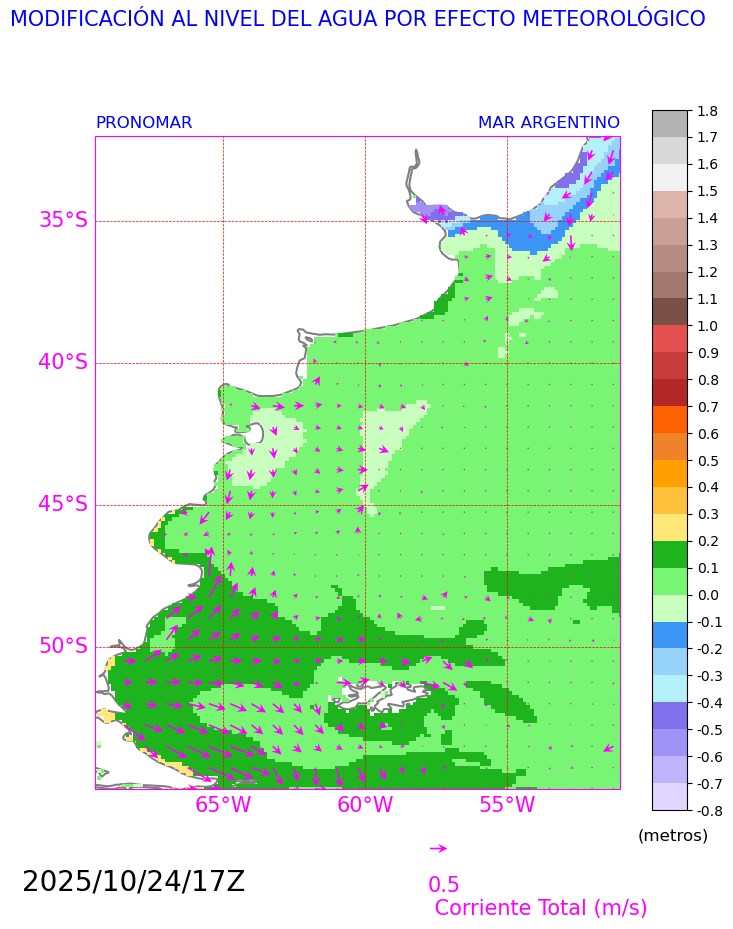 MODIFICACIÓN AL NIVEL DEL AGUA POR EFECTO METEOROLÓGICO
PRONOMAR MAR ARGENTINO
35°S
40°S
45°S
50°S
65°W 60°W 55°W
1.8
1.7
1.6
1.5
1.4
1.3
1.2
1.1
1.0
0.9
0.8
0.7
0.6
0.5
0.4
0.3
0.2
0.1
0.0
-0.1
-0.2
-0.3
-0.4
-0.5
-0.6
-0.7
-0.8
(metros)
2025/10/24/17Z
0.5
Corriente Total (m/s)